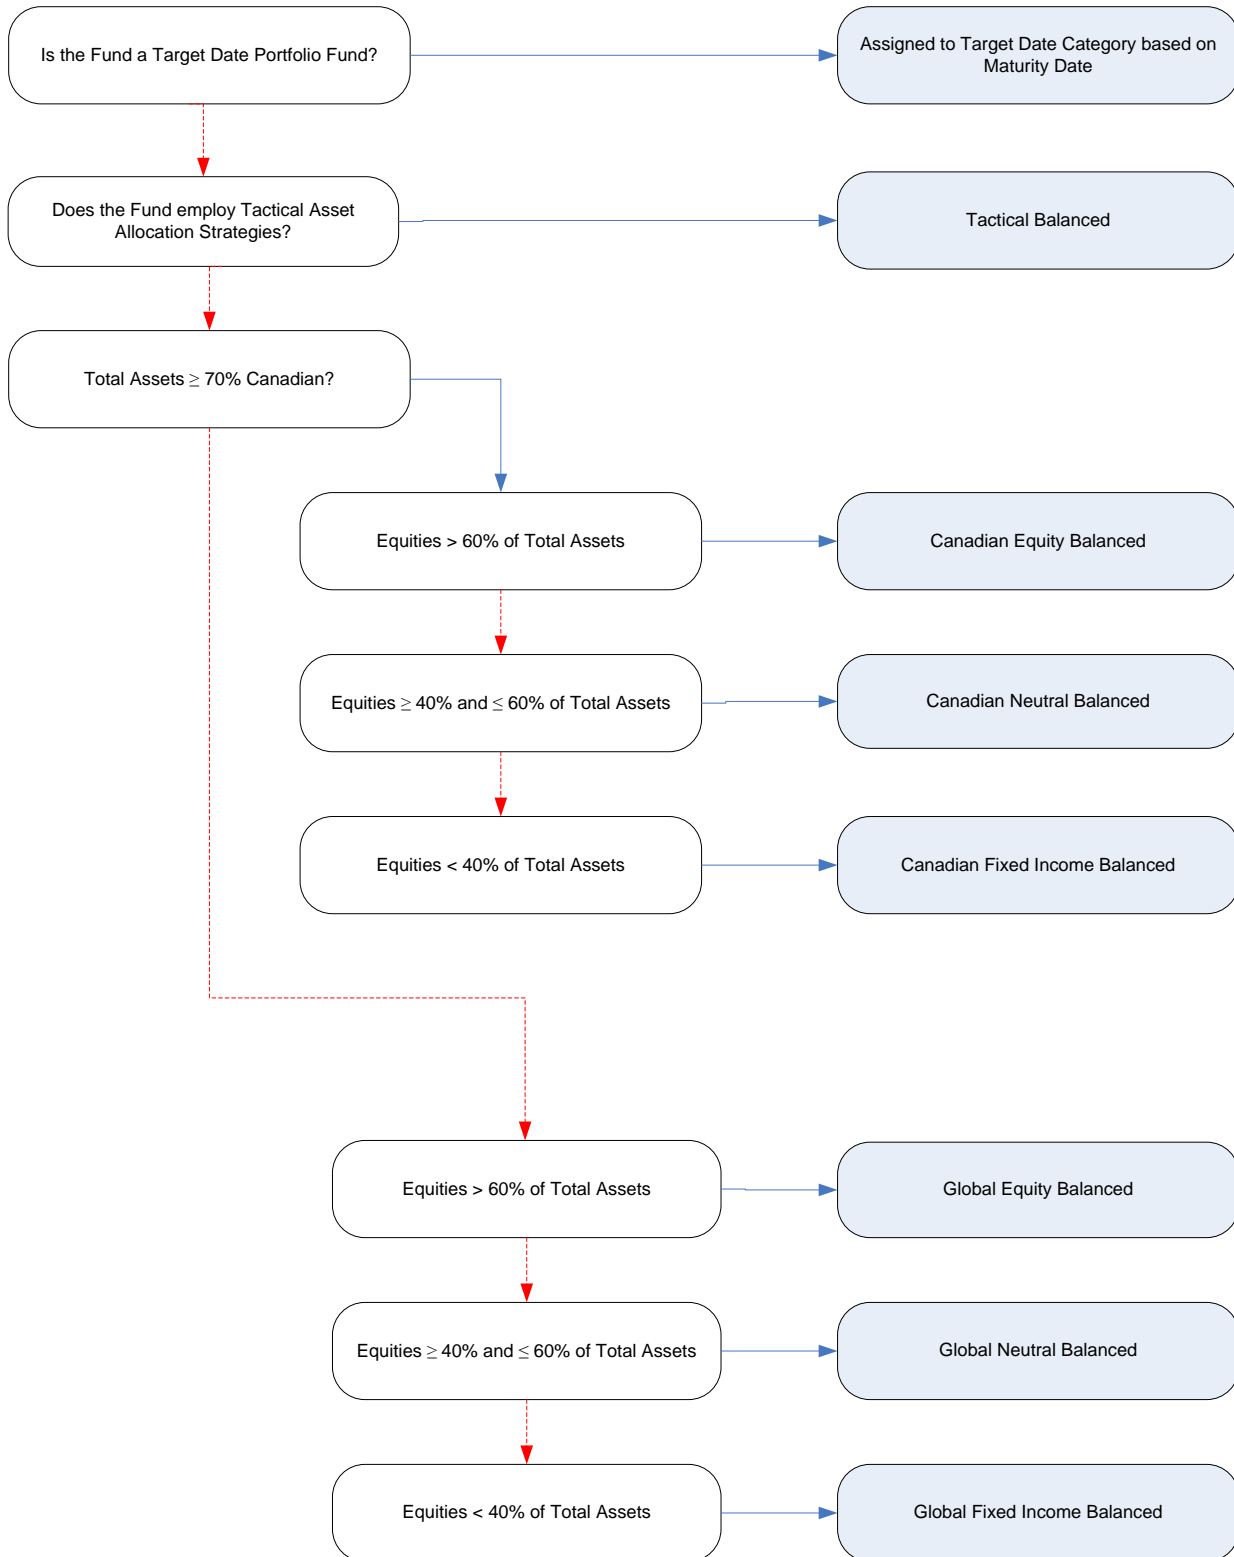 Is the Fund a Target Date Portfolio Fund?
Assigned to Target Date Category based on
Maturity Date
Does the Fund employ Tactical Asset
Allocation Strategies?
Tactical Balanced
Total Assets ≥ 70% Canadian?
Equities > 60% of Total Assets
Canadian Equity Balanced
Equities ≥ 40% and ≤ 60% of Total Assets
Canadian Neutral Balanced
Equities < 40% of Total Assets
Canadian Fixed Income Balanced
Equities > 60% of Total Assets
Global Equity Balanced
Equities ≥ 40% and ≤ 60% of Total Assets
Global Neutral Balanced
Equities < 40% of Total Assets
Global Fixed Income Balanced